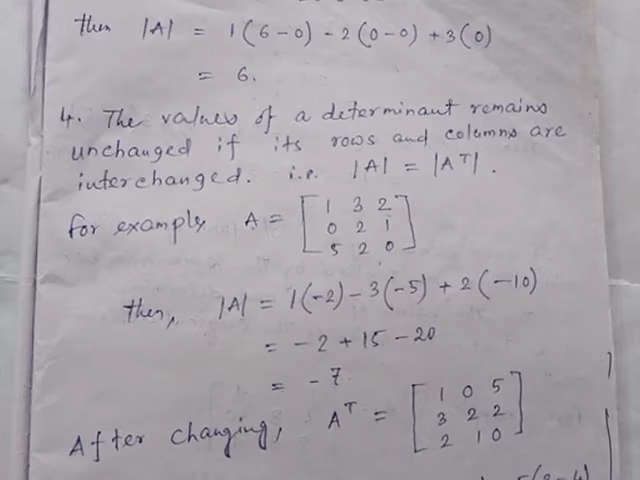 then |A| = 1(6-0) - 2(0-0) + 3(0)
= 6.
4. The values of a determinant remains
unchanged if its rows and columns are
interchanged. i.e. |A| = |Aᵀ|.
for example, A = [1 3 2
0 2 1
5 2 0]
then, |A| = 1(-2) - 3(-5) + 2(-10)
= -2 + 15 - 20
= -7
After changing, Aᵀ = [1 0 5
3 2 2
2 1 0]